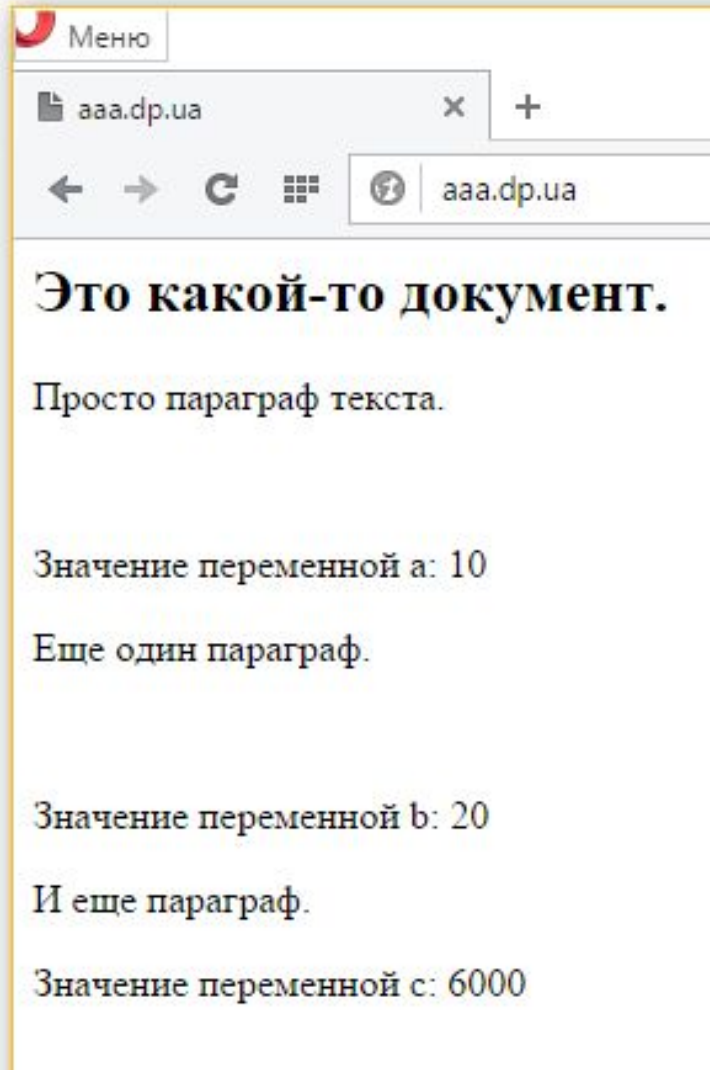 Меню
aaa.dp.ua
aaa.dp.ua
Это какой-то документ.
Просто параграф текста.
Значение переменной a: 10
Еще один параграф.
Значение переменной b: 20
И еще параграф.
Значение переменной c: 6000